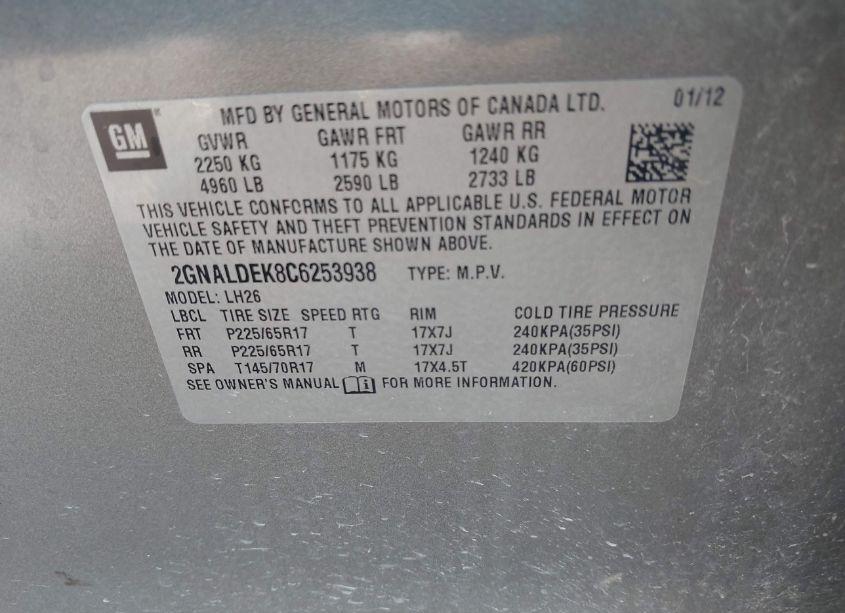 GM
MFD BY GENERAL MOTORS OF CANADA LTD. 01/12
GVWR GAWR FRT GAWR RR
2250 KG 1175 KG 1240 KG
4960 LB 2590 LB 2733 LB
THIS VEHICLE CONFORMS TO ALL APPLICABLE U.S. FEDERAL MOTOR
VEHICLE SAFETY AND THEFT PREVENTION STANDARDS IN EFFECT ON
THE DATE OF MANUFACTURE SHOWN ABOVE.
2GNALDEK8C6253938 TYPE: M.P.V.
MODEL: LH26
LBCL TIRE SIZE SPEED RTG RIM COLD TIRE PRESSURE
FRT P225/65R17 T 17X7J 240KPA(35PSI)
RR P225/65R17 T 17X7J 240KPA(35PSI)
SPA T145/70R17 M 17X4.5T 420KPA(60PSI)
SEE OWNER'S MANUAL FOR MORE INFORMATION.